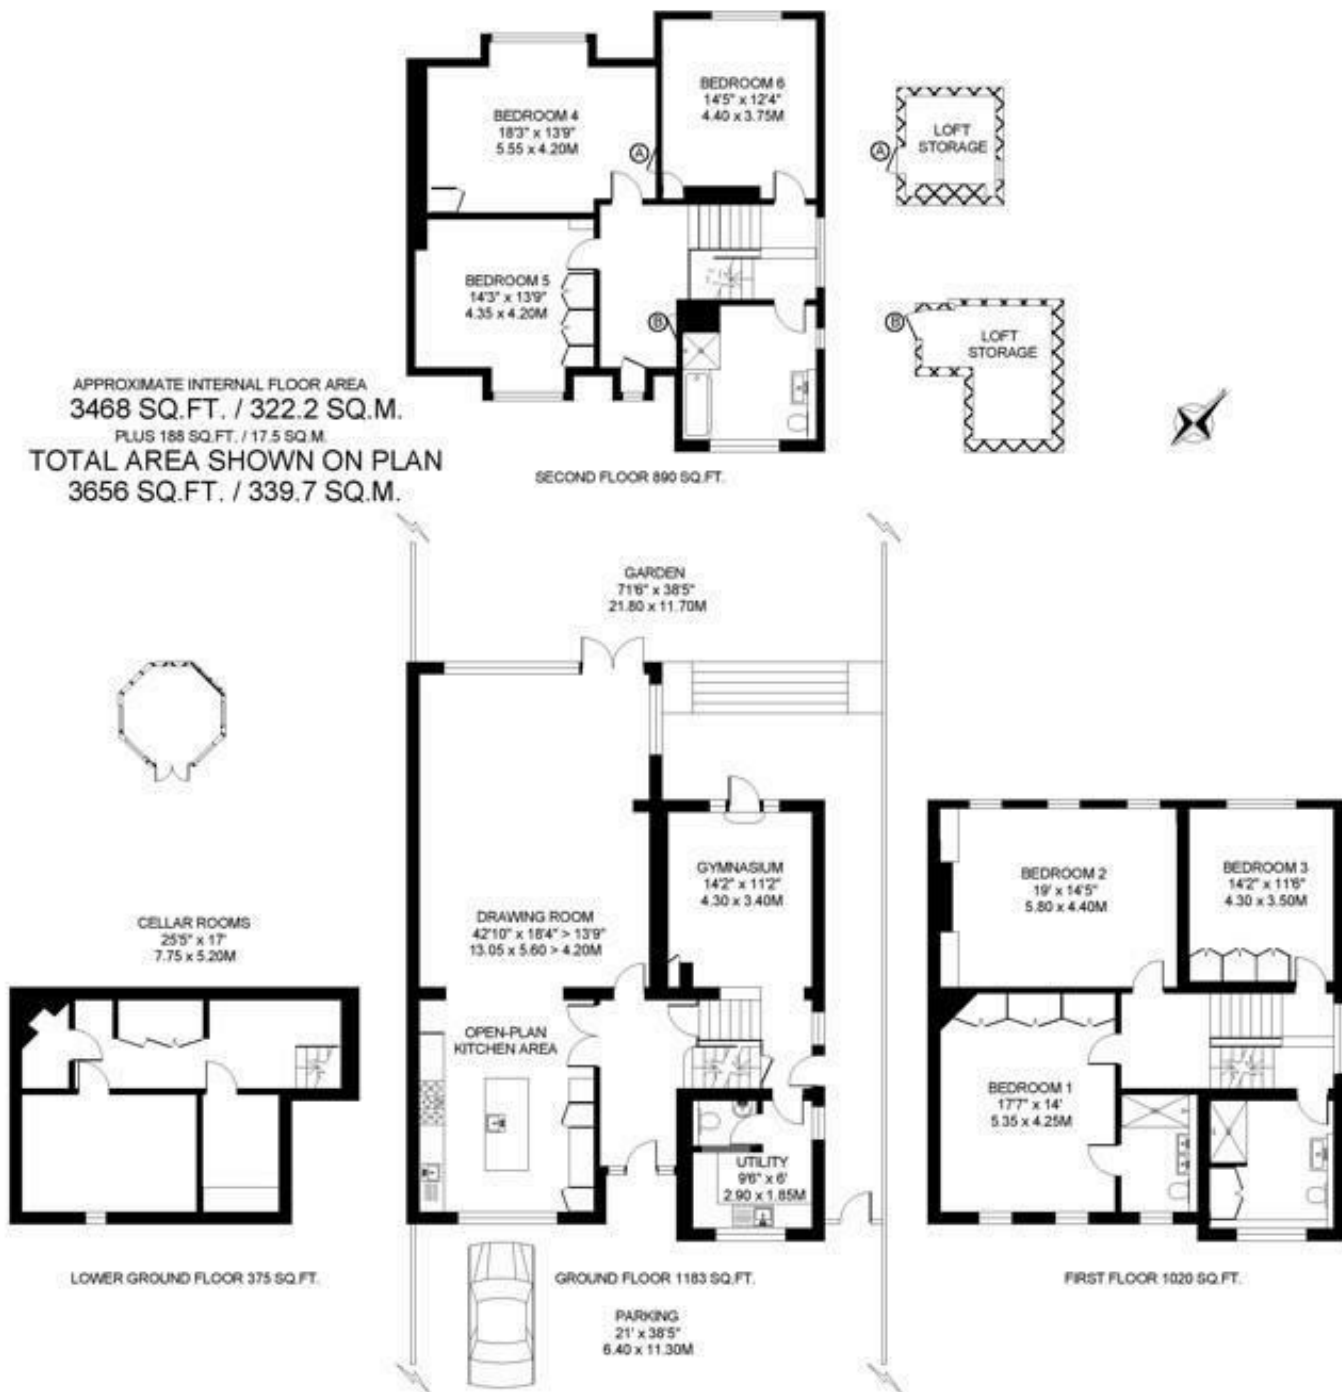 BEDROOM 4
18'3" x 13'9"
5.55 x 4.20M
A
BEDROOM 6
14'5" x 12'4"
4.40 x 3.75M
A
LOFT
STORAGE
BEDROOM 5
14'3" x 13'9"
4.35 x 4.20M
B
B
LOFT
STORAGE
APPROXIMATE INTERNAL FLOOR AREA
3468 SQ.FT. / 322.2 SQ.M.
PLUS 188 SQ.FT. / 17.5 SQ.M.
TOTAL AREA SHOWN ON PLAN
3656 SQ.FT. / 339.7 SQ.M.
SECOND FLOOR 890 SQ.FT.
GARDEN
71'6" x 38'5"
21.80 x 11.70M
CELLAR ROOMS
25'5" x 17'
7.75 x 5.20M
DRAWING ROOM
42'10" x 18'4" > 13'9"
13.05 x 5.60 > 4.20M
GYMNASIUM
14'2" x 11'2"
4.30 x 3.40M
BEDROOM 2
19' x 14'5"
5.80 x 4.40M
BEDROOM 3
14'2" x 11'6"
4.30 x 3.50M
OPEN-PLAN
KITCHEN AREA
BEDROOM 1
17'7" x 14'
5.35 x 4.25M
UTILITY
9'6" x 6'
2.90 x 1.85M
LOWER GROUND FLOOR 375 SQ.FT.
GROUND FLOOR 1183 SQ.FT.
FIRST FLOOR 1020 SQ.FT.
PARKING
21' x 38'5"
6.40 x 11.30M